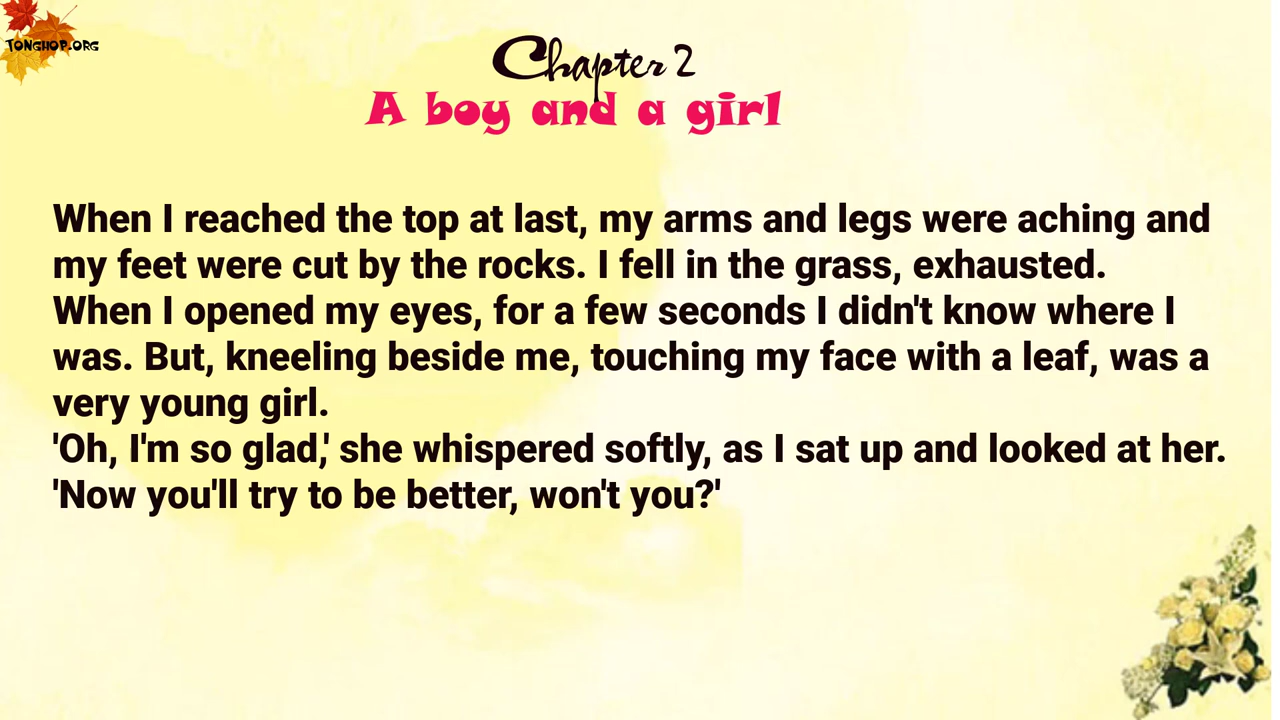 TONGHOP.ORG
Chapter 2
A boy and a girl
When I reached the top at last, my arms and legs were aching and
my feet were cut by the rocks. I fell in the grass, exhausted.
When I opened my eyes, for a few seconds I didn't know where I
was. But, kneeling beside me, touching my face with a leaf, was a
very young girl.
'Oh, I'm so glad,' she whispered softly, as I sat up and looked at her.
'Now you'll try to be better, won't you?'